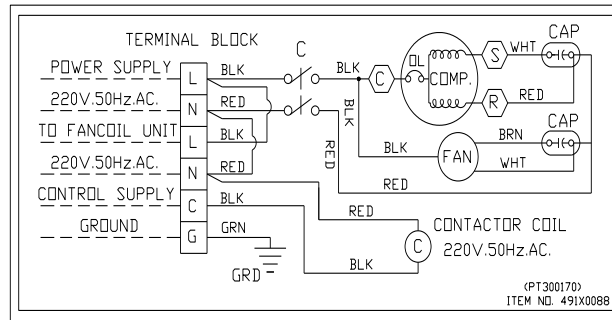 TERMINAL BLOCK
POWER SUPPLY
L
BLK
C
BLK
C
OL
COMP.
S
WHT
CAP
220V.50Hz.AC.
N
RED
R
RED
TO FANCOIL UNIT
L
BLK
BLK
RED
BLK
FAN
BRN
WHT
CAP
220V.50Hz.AC.
N
RED
RED
CONTROL SUPPLY
C
BLK
RED
CONTACTOR COIL
C
220V.50Hz.AC.
GROUND
G
GRN
GRD
BLK
(PT300170)
ITEM NO. 491X0088